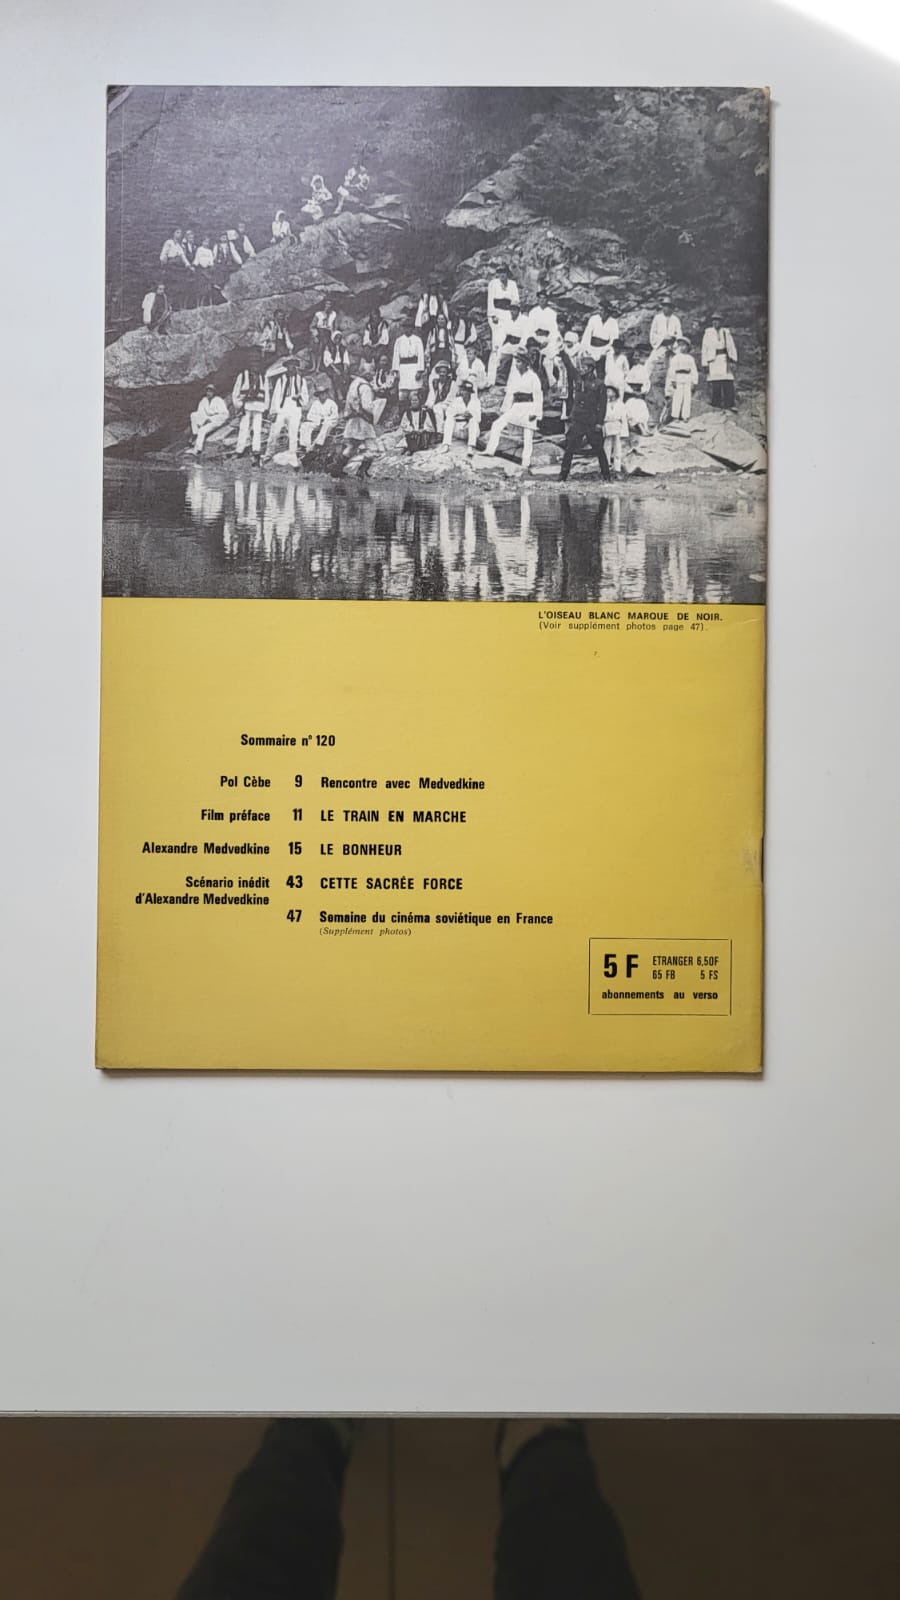 L'OISEAU BLANC MARQUE DE NOIR.
(Voir supplément photos page 47).
Sommaire n° 120
Pol Cèbe 9 Rencontre avec Medvedkine
Film préface 11 LE TRAIN EN MARCHE
Alexandre Medvedkine 15 LE BONHEUR
Scénario inédit 43 CETTE SACRÉE FORCE
d'Alexandre Medvedkine
47 Semaine du cinéma soviétique en France
(Supplément photos)
5 F ETRANGER 6,50F
65 FB 5 FS
abonnements au verso